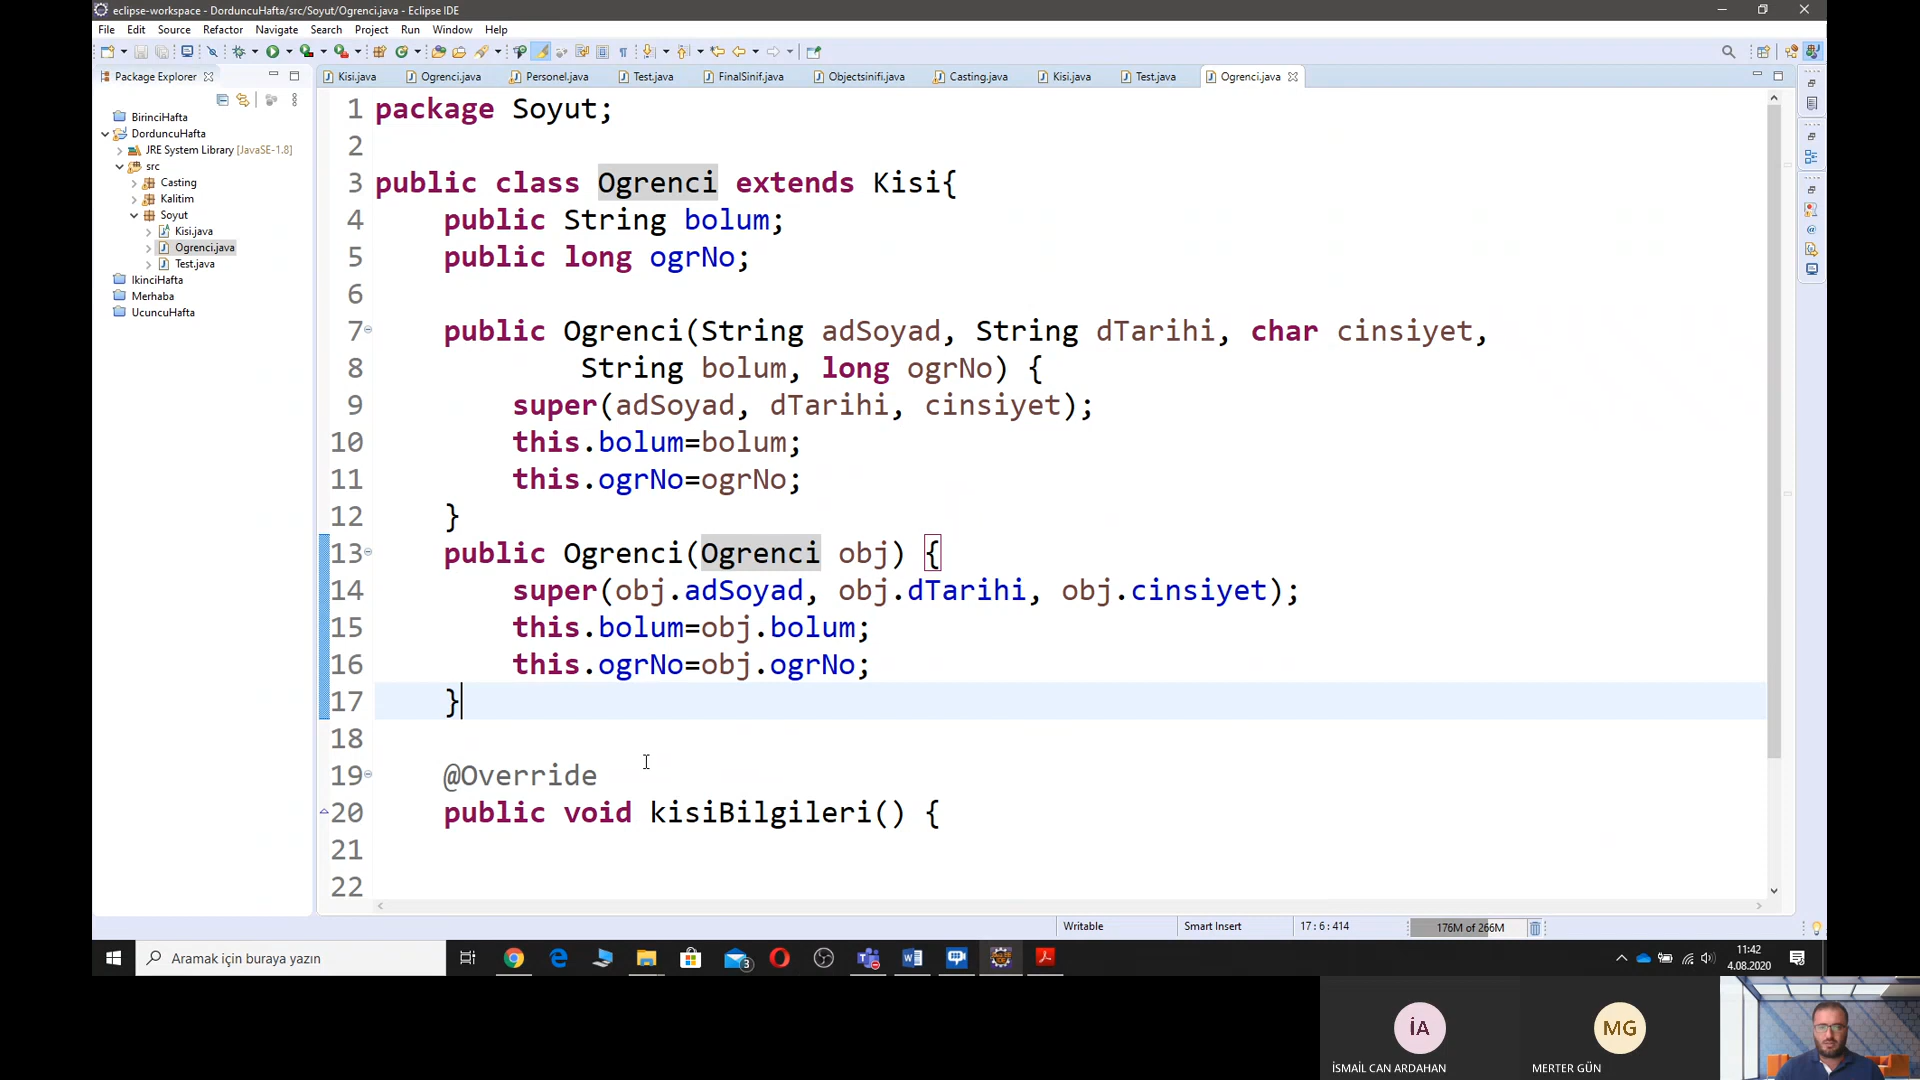 eclipse-workspace - DorduncuHafta/src/Soyut/Ogrenci.java - Eclipse IDE
File Edit Source Refactor Navigate Search Project Run Window Help
Package Explorer
Kisi.java Ogrenci.java Personel.java Test.java FinalSinif.java Objectsinifi.java Casting.java Kisi.java Test.java Ogrenci.java
BirinciHafta
DorduncuHafta
JRE System Library [JavaSE-1.8]
src
Casting
Kalitim
Soyut
Kisi.java
Ogrenci.java
Test.java
IkinciHafta
Merhaba
UcuncuHafta
1 package Soyut;
2
3 public class Ogrenci extends Kisi{
4 public String bolum;
5 public long ogrNo;
6
7 public Ogrenci(String adSoyad, String dTarihi, char cinsiyet,
8 String bolum, long ogrNo) {
9 super(adSoyad, dTarihi, cinsiyet);
10 this.bolum=bolum;
11 this.ogrNo=ogrNo;
12 }
13 public Ogrenci(Ogrenci obj) {
14 super(obj.adSoyad, obj.dTarihi, obj.cinsiyet);
15 this.bolum=obj.bolum;
16 this.ogrNo=obj.ogrNo;
17 }
18
19 @Override
20 public void kisiBilgileri() {
21
22
Writable Smart Insert 17 : 6 : 414 176M of 266M
Aramak için buraya yazın
3
11:42
4.08.2020
İA
İSMAİL CAN ARDAHAN
MG
MERTER GÜN